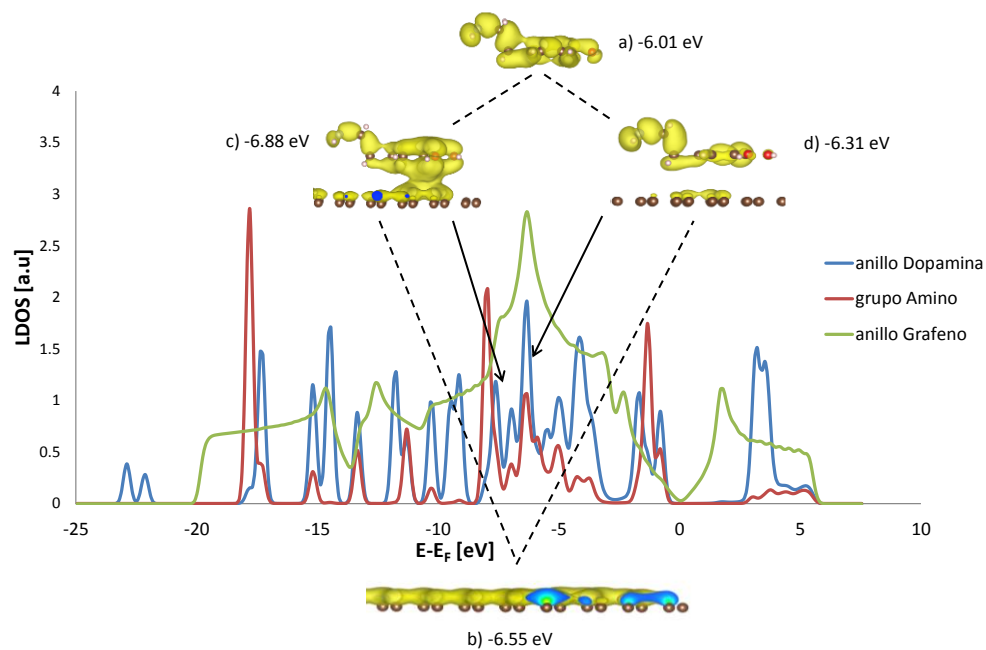 a) -6.01 eV
c) -6.88 eV
d) -6.31 eV
4
3.5
3
2.5
2
1.5
1
0.5
0
LDOS [a.u]
anillo Dopamina
grupo Amino
anillo Grafeno
-25
-20
-15
-10
-5
0
5
10
E-EF [eV]
b) -6.55 eV